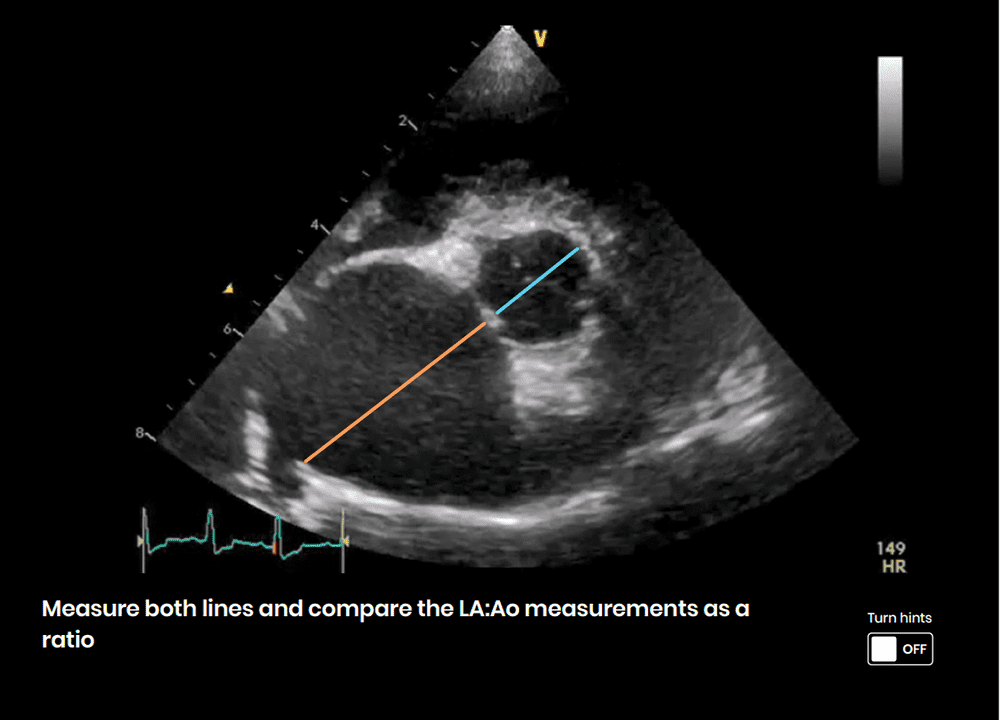 V
2
4
6
8
149
HR
Measure both lines and compare the LA:Ao measurements as a
ratio
Turn hints
OFF